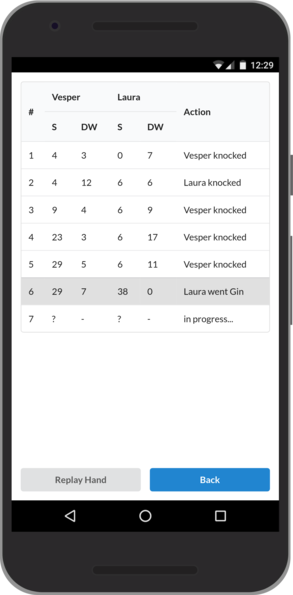 12:29
Vesper Laura
# Action
S DW S DW
1 4 3 0 7 Vesper knocked
2 4 12 6 6 Laura knocked
3 9 4 6 9 Vesper knocked
4 23 3 6 17 Vesper knocked
5 29 5 6 11 Vesper knocked
6 29 7 38 0 Laura went Gin
7 ? - ? - in progress...
Replay Hand Back